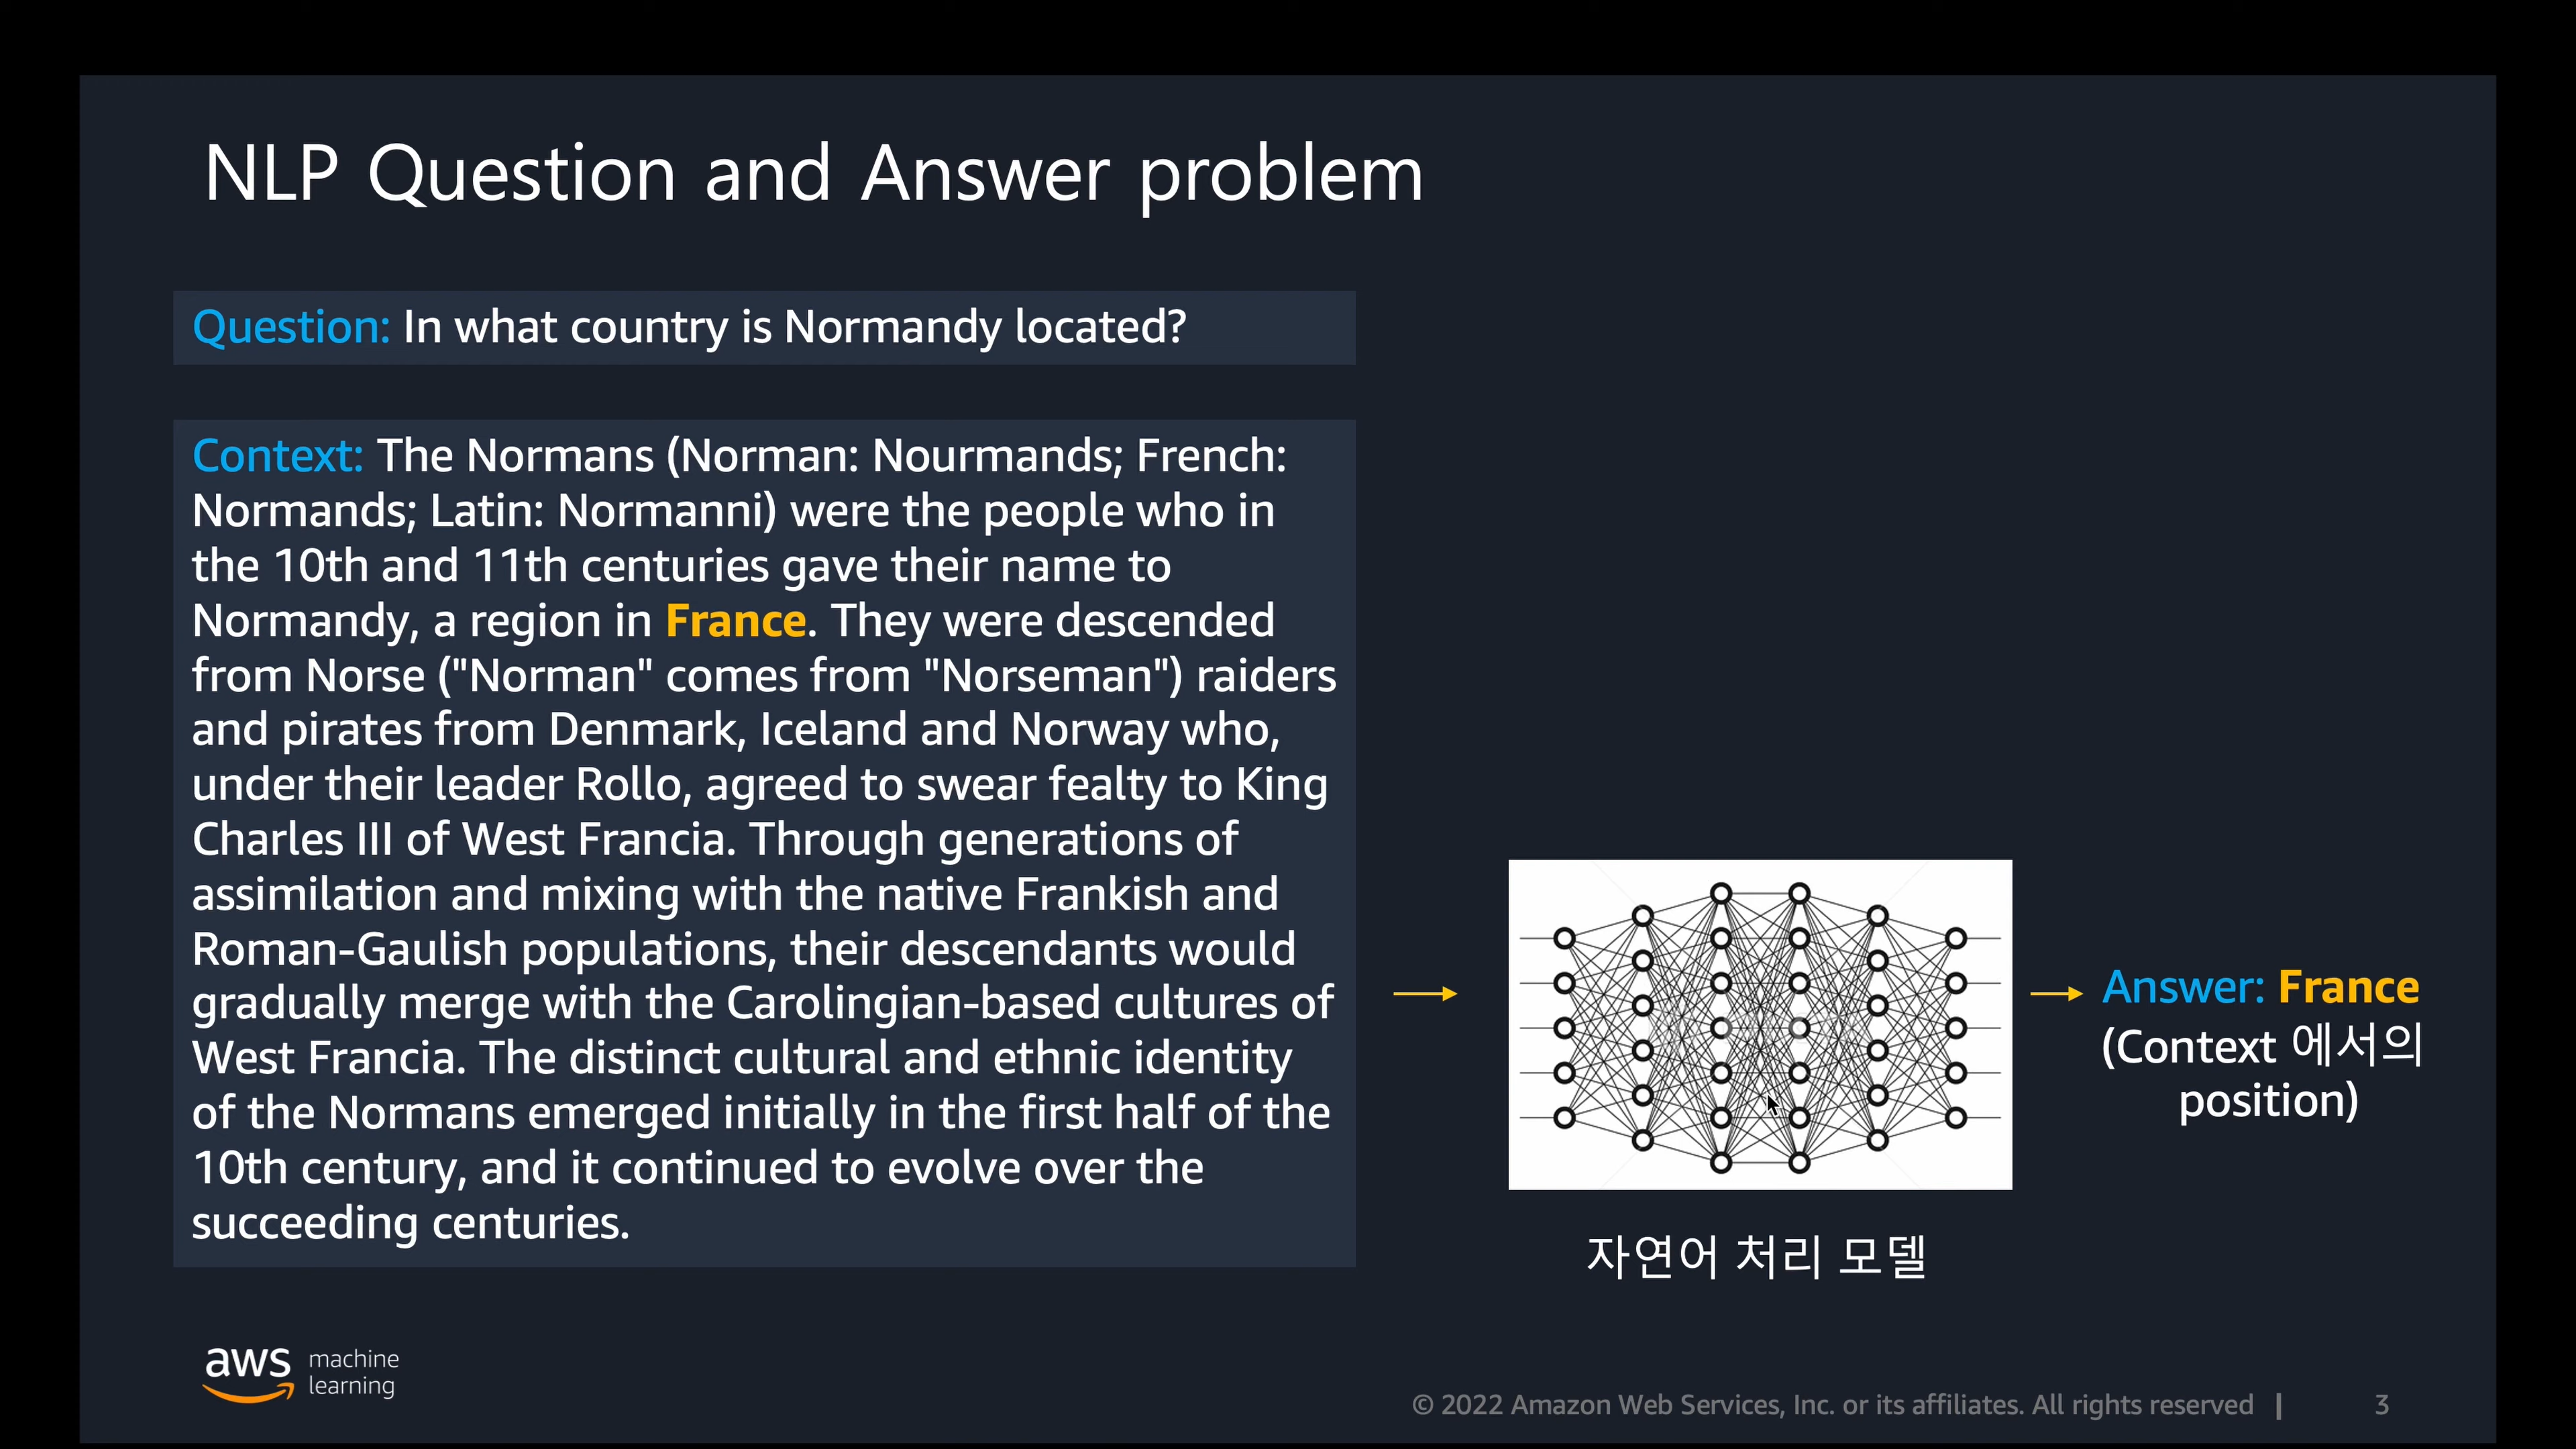 NLP Question and Answer problem
Question: In what country is Normandy located?
Context: The Normans (Norman: Nourmands; French:
Normands; Latin: Normanni) were the people who in
the 10th and 11th centuries gave their name to
Normandy, a region in France. They were descended
from Norse ("Norman" comes from "Norseman") raiders
and pirates from Denmark, Iceland and Norway who,
under their leader Rollo, agreed to swear fealty to King
Charles III of West Francia. Through generations of
assimilation and mixing with the native Frankish and
Roman-Gaulish populations, their descendants would
gradually merge with the Carolingian-based cultures of
West Francia. The distinct cultural and ethnic identity
of the Normans emerged initially in the first half of the
10th century, and it continued to evolve over the
succeeding centuries.
자연어 처리 모델
Answer: France
(Context 에서의
position)
aws machine
learning
© 2022 Amazon Web Services, Inc. or its affiliates. All rights reserved | 3